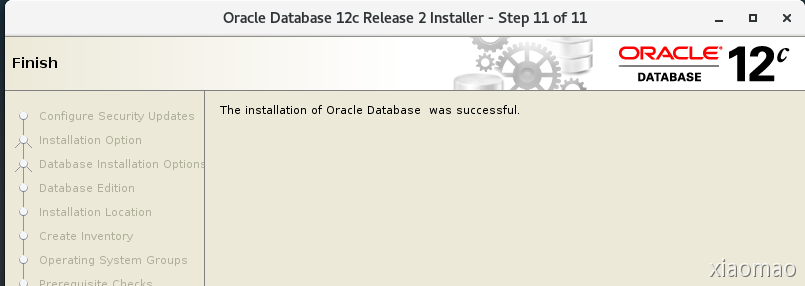 Oracle Database 12c Release 2 Installer - Step 11 of 11
Finish
ORACLE
DATABASE
12c
Configure Security Updates
Installation Option
Database Installation Options
Database Edition
Installation Location
Create Inventory
Operating System Groups
Prerequisite Checks
The installation of Oracle Database  was successful.
xiaomao